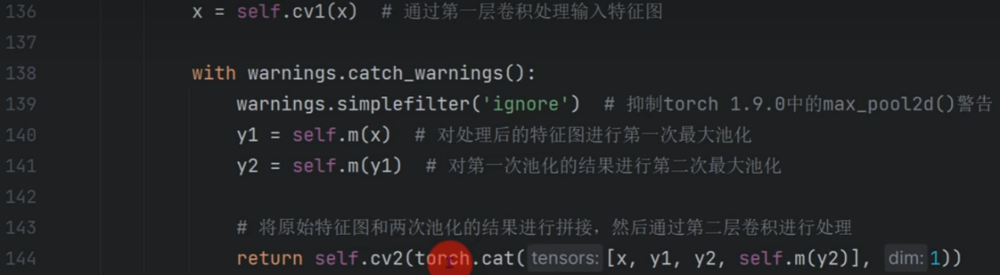 136 x = self.cv1(x)  # 通过第一层卷积处理输入特征图
137
138 with warnings.catch_warnings():
139 warnings.simplefilter('ignore')  # 抑制torch 1.9.0中的max_pool2d()警告
140 y1 = self.m(x)  # 对处理后的特征图进行第一次最大池化
141 y2 = self.m(y1)  # 对第一次池化的结果进行第二次最大池化
142
143 # 将原始特征图和两次池化的结果进行拼接，然后通过第二层卷积进行处理
144 return self.cv2(torch.cat( tensors: [x, y1, y2, self.m(y2)], dim: 1))